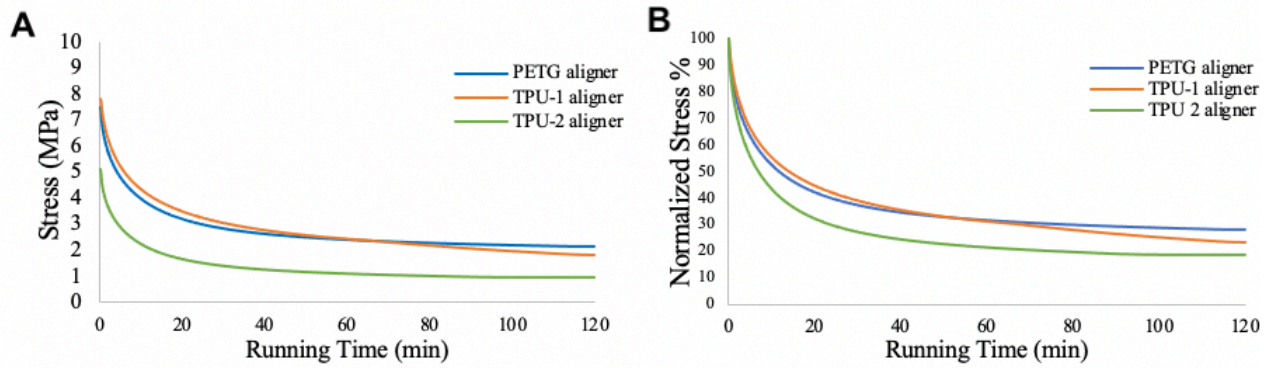 A
Stress (MPa)
10
9
8
7
6
5
4
3
2
1
0
0 20 40 60 80 100 120
Running Time (min)
PETG aligner
TPU-1 aligner
TPU-2 aligner
B
Normalized Stress %
100
90
80
70
60
50
40
30
20
10
0
0 20 40 60 80 100 120
Running Time (min)
PETG aligner
TPU-1 aligner
TPU 2 aligner